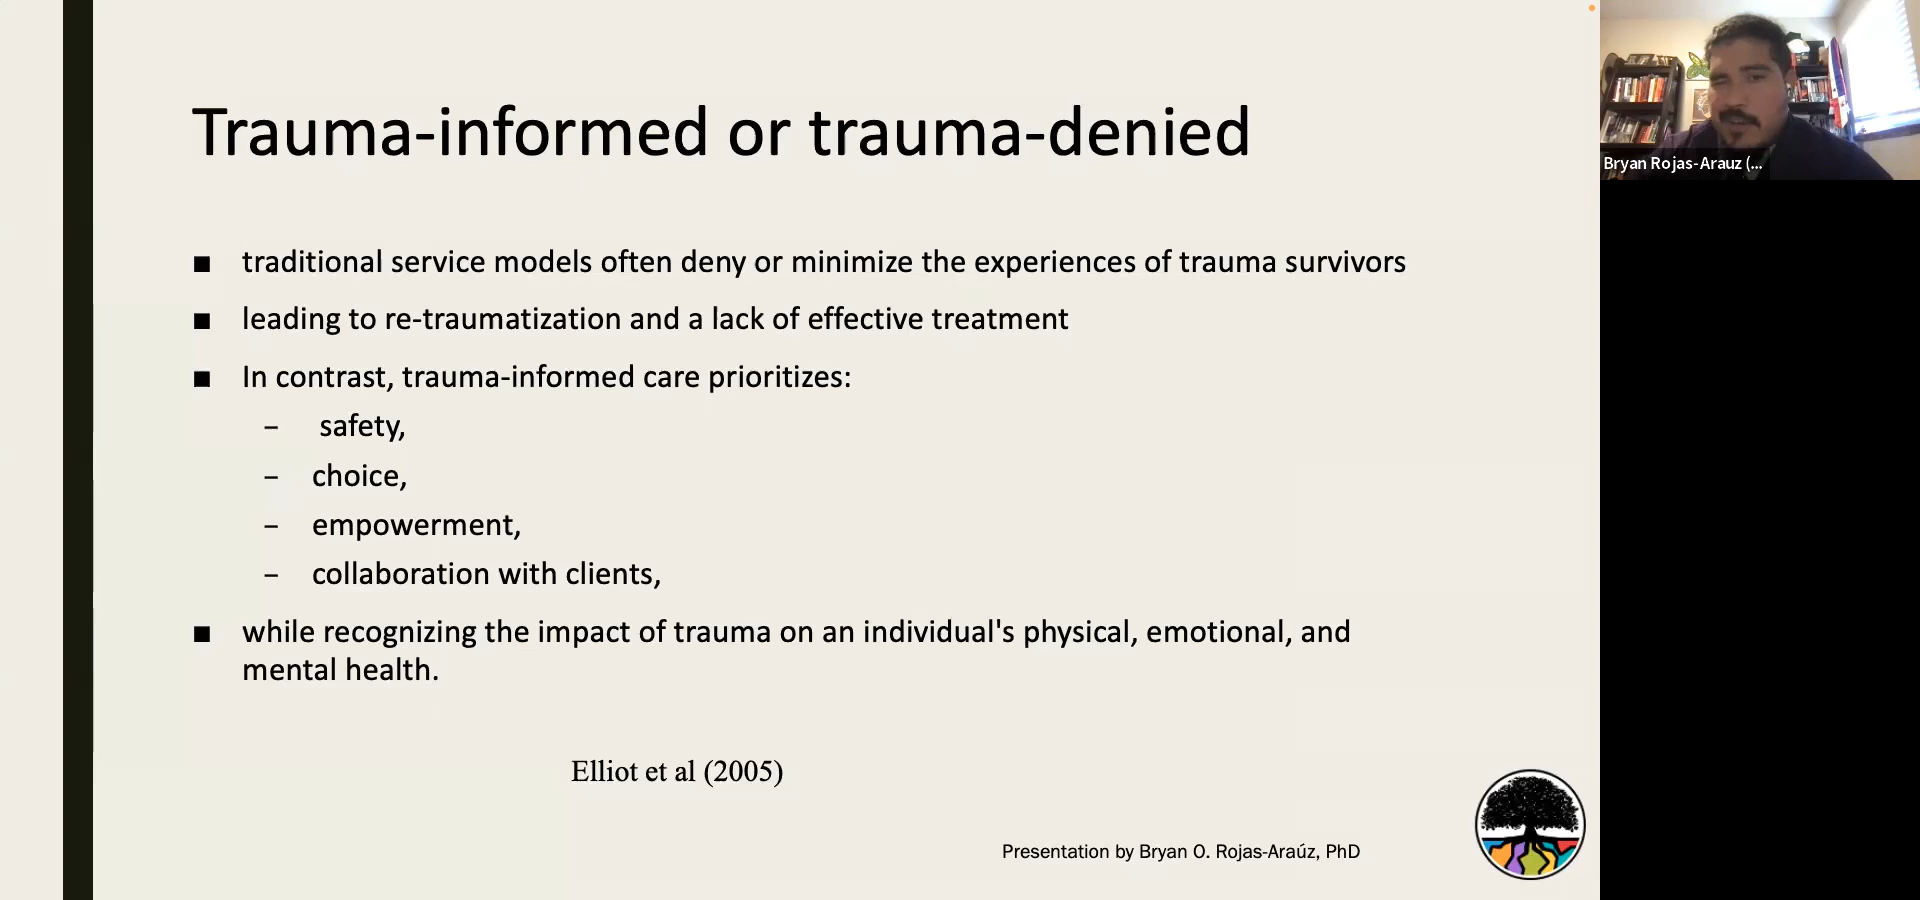 Trauma-informed or trauma-denied
■ traditional service models often deny or minimize the experiences of trauma survivors
■ leading to re-traumatization and a lack of effective treatment
■ In contrast, trauma-informed care prioritizes:
– safety,
– choice,
– empowerment,
– collaboration with clients,
■ while recognizing the impact of trauma on an individual's physical, emotional, and
mental health.
Elliot et al (2005)
Presentation by Bryan O. Rojas-Araúz, PhD
Bryan Rojas-Arauz (...